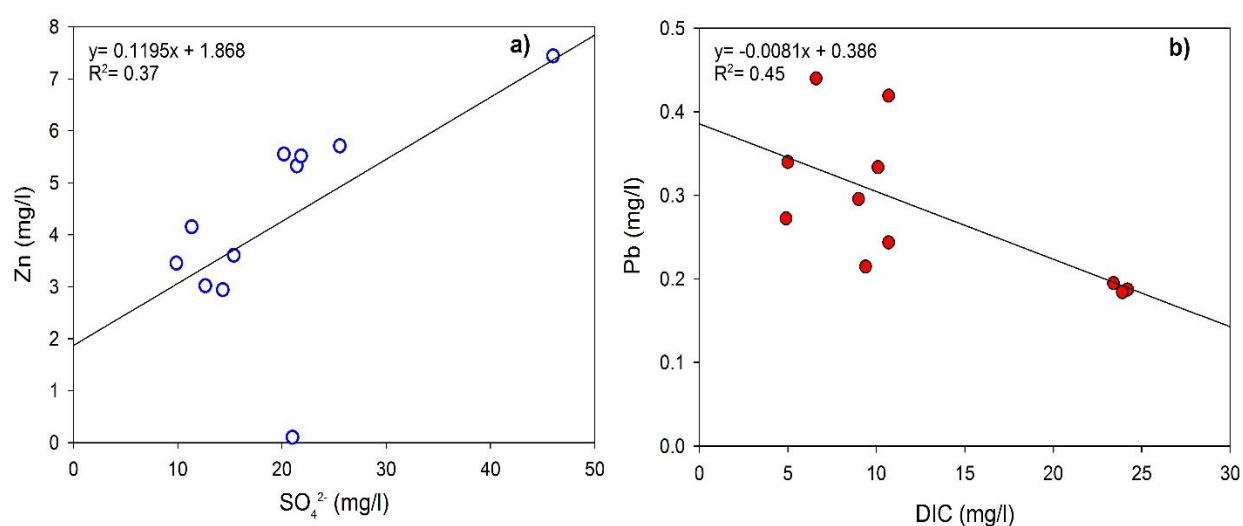 y= 0.1195x + 1.868
R²= 0.37
a)
8
7
6
5
4
3
2
1
0
Zn (mg/l)
0 10 20 30 40 50
SO₄²⁻ (mg/l)
y= -0.0081x + 0.386
R²= 0.45
b)
0.5
0.4
0.3
0.2
0.1
0.0
Pb (mg/l)
0 5 10 15 20 25 30
DIC (mg/l)